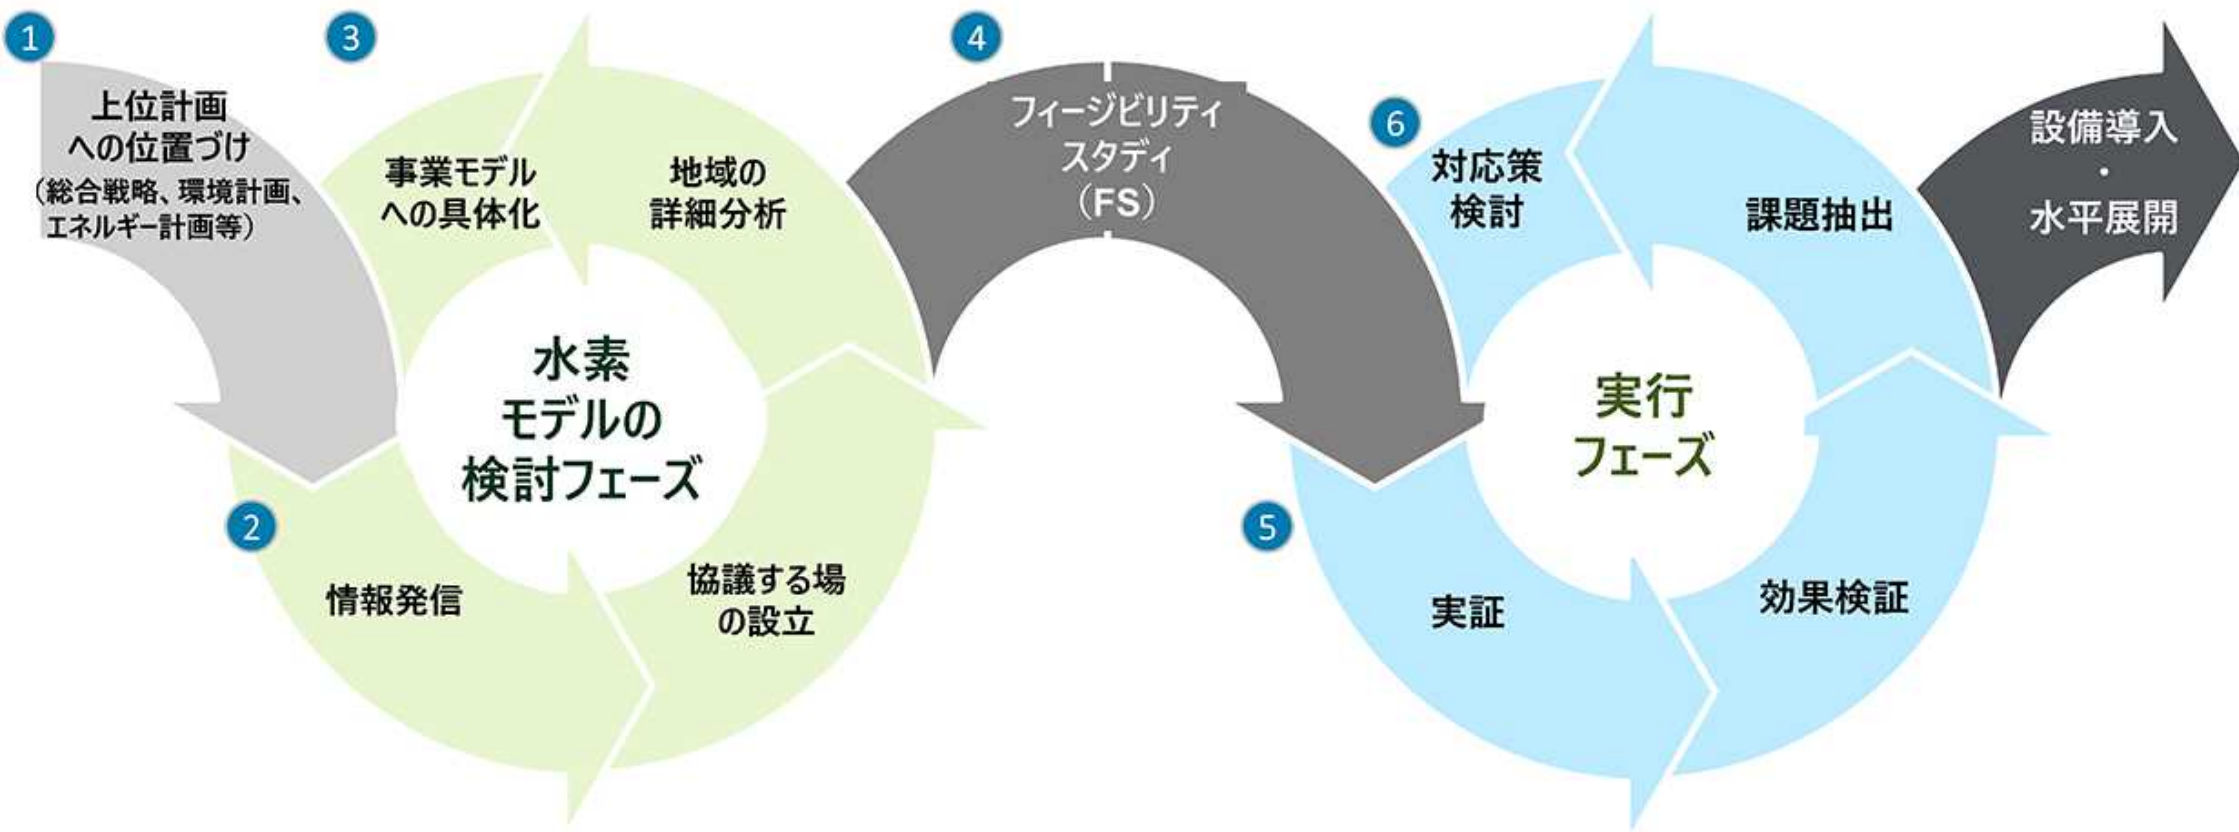 1
上位計画
への位置づけ
（総合戦略、環境計画、
エネルギー計画等）
2
情報発信
協議する場
の設立
地域の
詳細分析
3
事業モデル
への具体化
水素
モデルの
検討フェーズ
4
フィージビリティ
スタディ
（FS）
5
実証
効果検証
課題抽出
6
対応策
検討
実行
フェーズ
設備導入
・
水平展開